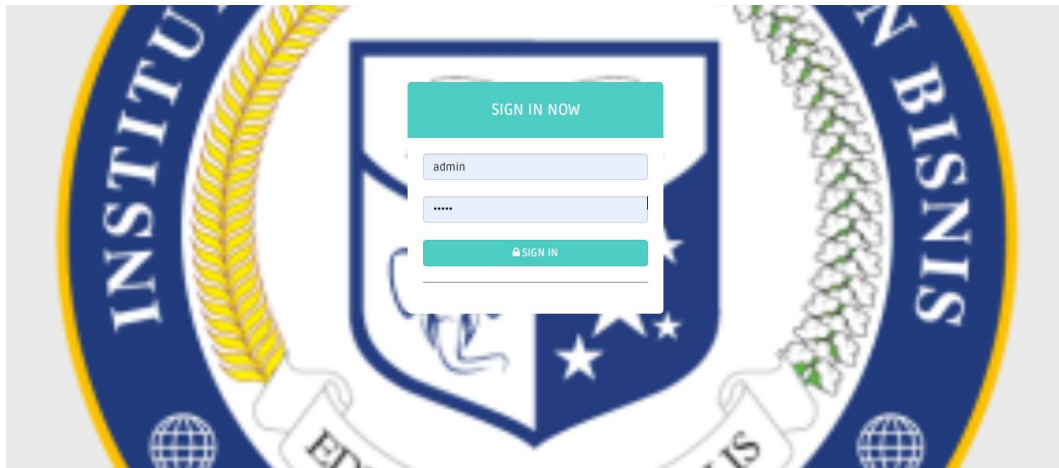 INSTITU
N BISNIS
SIGN IN NOW
admin
•••••
SIGN IN